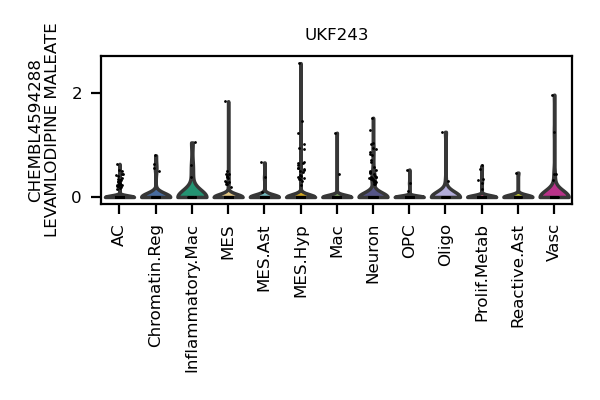 UKF243
CHEMBL4594288
LEVAMLODIPINE MALEATE
2
0
AC
Chromatin.Reg
Inflammatory.Mac
MES
MES.Ast
MES.Hyp
Mac
Neuron
OPC
Oligo
Prolif.Metab
Reactive.Ast
Vasc